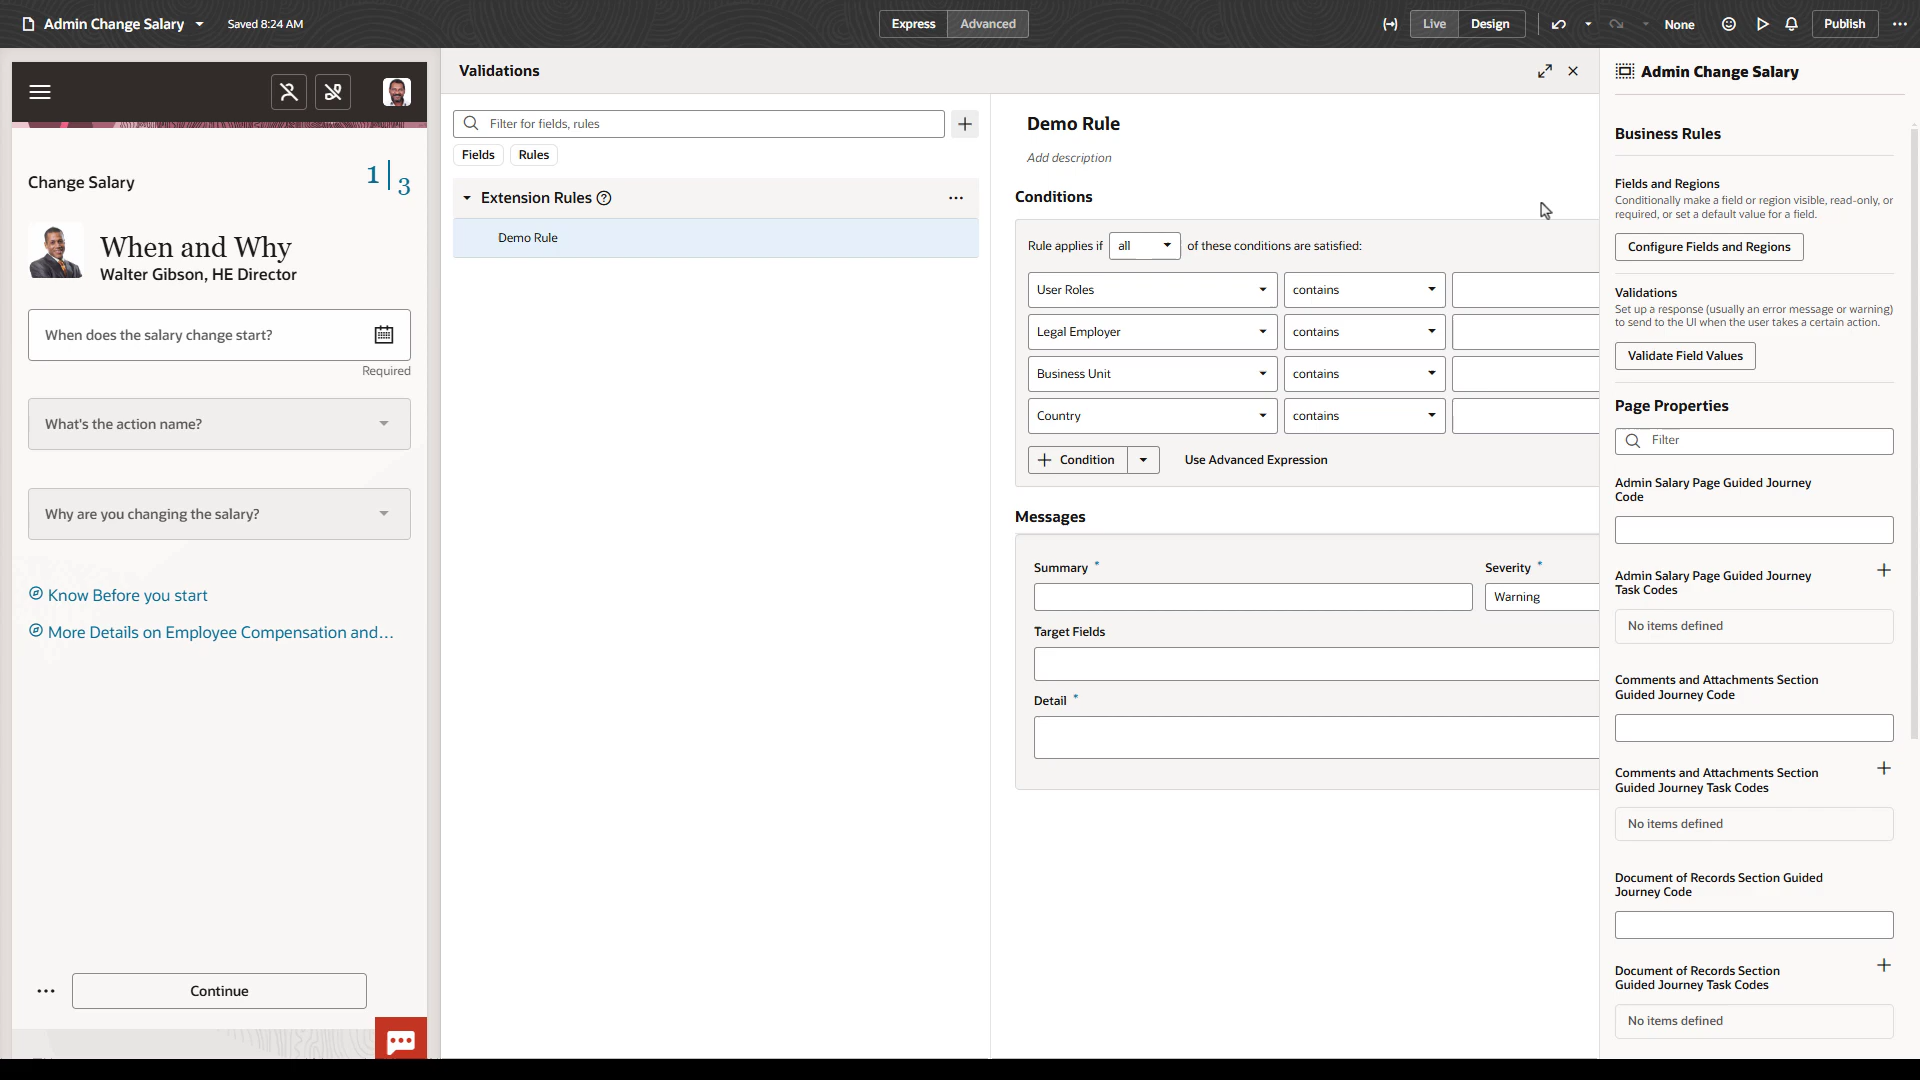 Admin Change Salary
Saved 8:24 AM
Express
Advanced
Live
Design
None
Publish
Change Salary
1
3
When and Why
Walter Gibson, HE Director
When does the salary change start?
Required
What's the action name?
Why are you changing the salary?
Know Before you start
More Details on Employee Compensation and...
Continue
Validations
Filter for fields, rules
Fields
Rules
Extension Rules
Demo Rule
Demo Rule
Add description
Conditions
Rule applies if
all
of these conditions are satisfied:
User Roles
contains
Legal Employer
contains
Business Unit
contains
Country
contains
Condition
Use Advanced Expression
Messages
Summary *
Severity *
Warning
Target Fields
Detail *
Admin Change Salary
Business Rules
Fields and Regions
Conditionally make a field or region visible, read-only, or
required, or set a default value for a field.
Configure Fields and Regions
Validations
Set up a response (usually an error message or warning)
to send to the UI when the user takes a certain action.
Validate Field Values
Page Properties
Filter
Admin Salary Page Guided Journey
Code
Admin Salary Page Guided Journey
Task Codes
No items defined
Comments and Attachments Section
Guided Journey Code
Comments and Attachments Section
Guided Journey Task Codes
No items defined
Document of Records Section Guided
Journey Code
Document of Records Section
Guided Journey Task Codes
No items defined